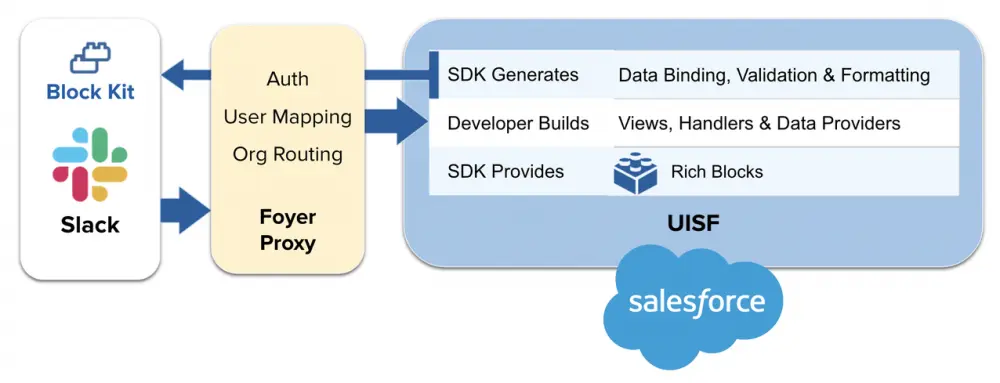 Block Kit
Slack
Auth
User Mapping
Org Routing
Foyer
Proxy
SDK Generates Data Binding, Validation & Formatting
Developer Builds Views, Handlers & Data Providers
SDK Provides Rich Blocks
UISF
salesforce